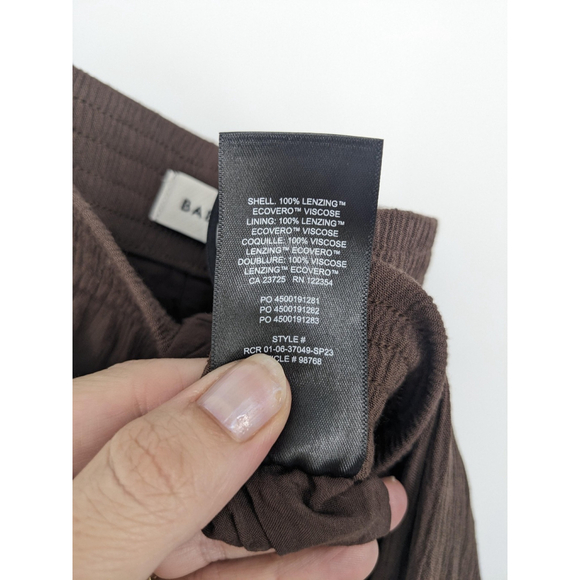 BA
SHELL. 100% LENZING™
ECOVERO™ VISCOSE
LINING: 100% LENZING™
ECOVERO™ VISCOSE
COQUILLE: 100% VISCOSE
LENZING™ ECOVERO™
DOUBLURE: 100% VISCOSE
LENZING™ ECOVERO™
CA 23725 RN 122354
PO 4500191281
PO 4500191282
PO 4500191283
STYLE #
RCR 01-06-37049-SP23
ICLE # 98768